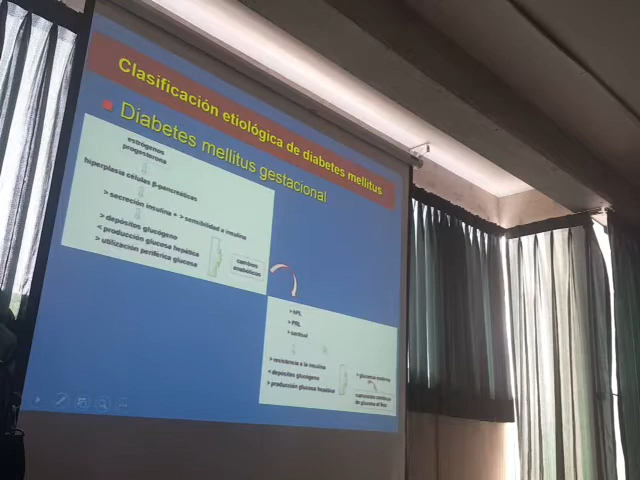 Clasificación etiológica de diabetes mellitus
Diabetes mellitus gestacional
estrógenos
progesterona
hiperplasia células β-pancreáticas
> secreción insulina + > sensibilidad a insulina
> depósitos glucógeno
< producción glucosa hepática
> utilización periférica glucosa
cambios
anabólicos
> hPL
> PRL
> cortisol
> resistencia a la insulina
< depósitos glucógeno
> producción glucosa hepática
> glucemia materna
de glucosa al feto